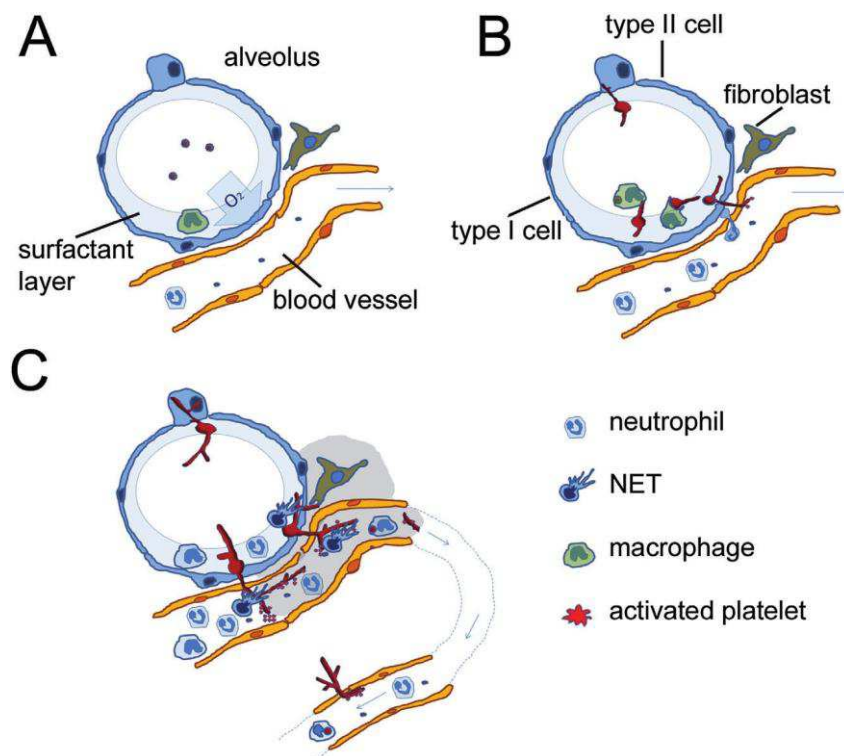 A
alveolus
O₂
surfactant
layer
blood vessel
B
type II cell
fibroblast
type I cell
C
neutrophil
NET
macrophage
activated platelet